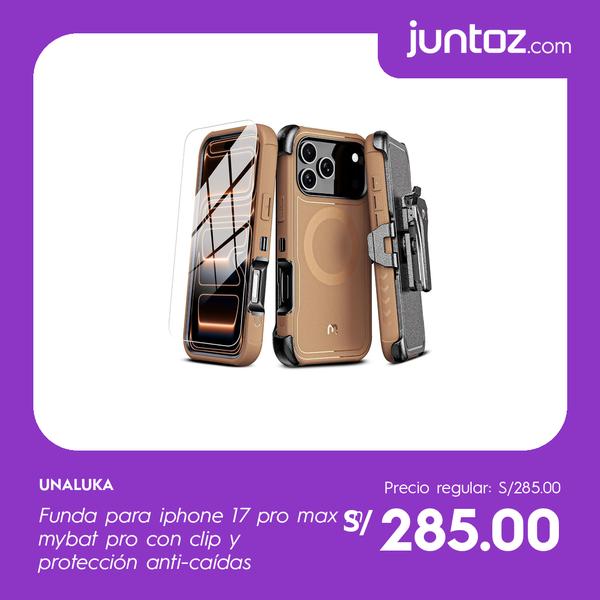 juntoz.com
UNALUKA
Funda para iphone 17 pro max m
mybat pro con clip y
protección anti-caídas
Precio regular: S/285.00
S/ 285.00